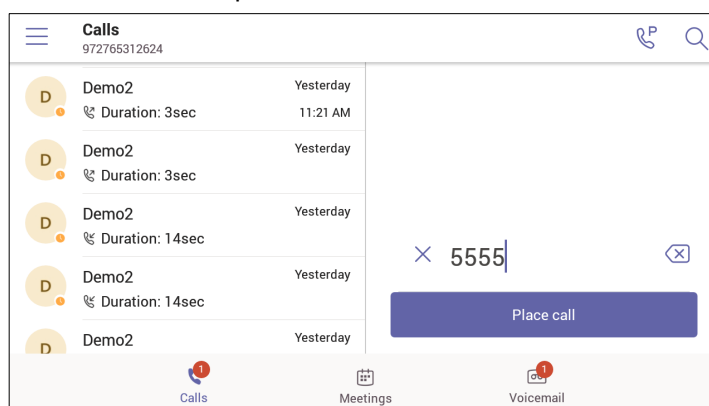 Calls
972765312624
P
D
Demo2
Yesterday
Duration: 3sec
11:21 AM
D
Demo2
Yesterday
Duration: 3sec
D
Demo2
Yesterday
Duration: 14sec
D
Demo2
Yesterday
Duration: 14sec
D
Demo2
Yesterday
5555
Place call
1
Calls
Meetings
1
Voicemail